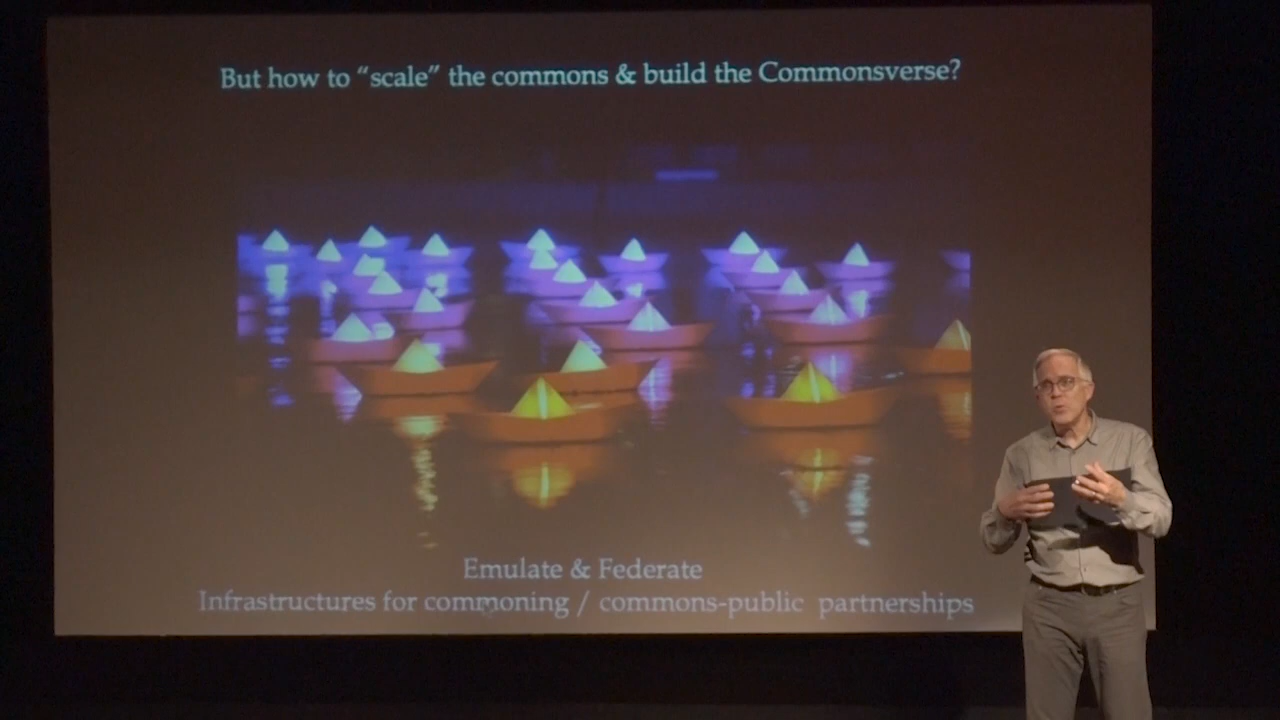 But how to “scale” the commons & build the Commonsverse?
Emulate & Federate
Infrastructures for commoning / commons-public partnerships